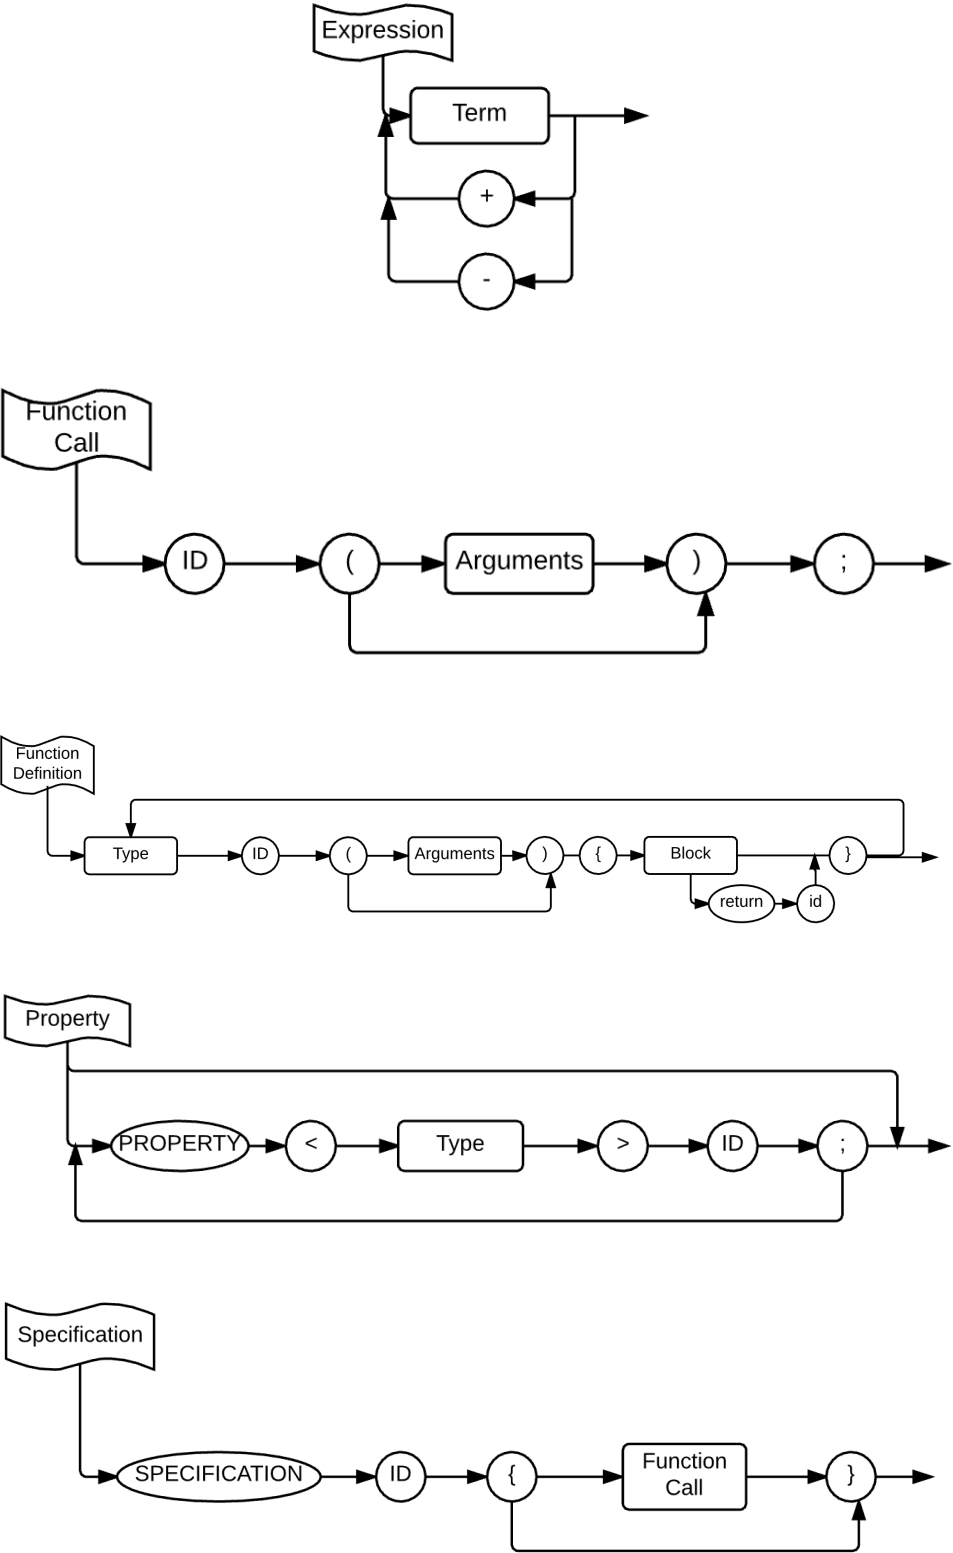 Expression
Term
+
-
Function
Call
ID
(
Arguments
)
;
Function
Definition
Type
ID
(
Arguments
)
{
Block
}
return
id
Property
PROPERTY
<
Type
>
ID
;
Specification
SPECIFICATION
ID
{
Function
Call
}